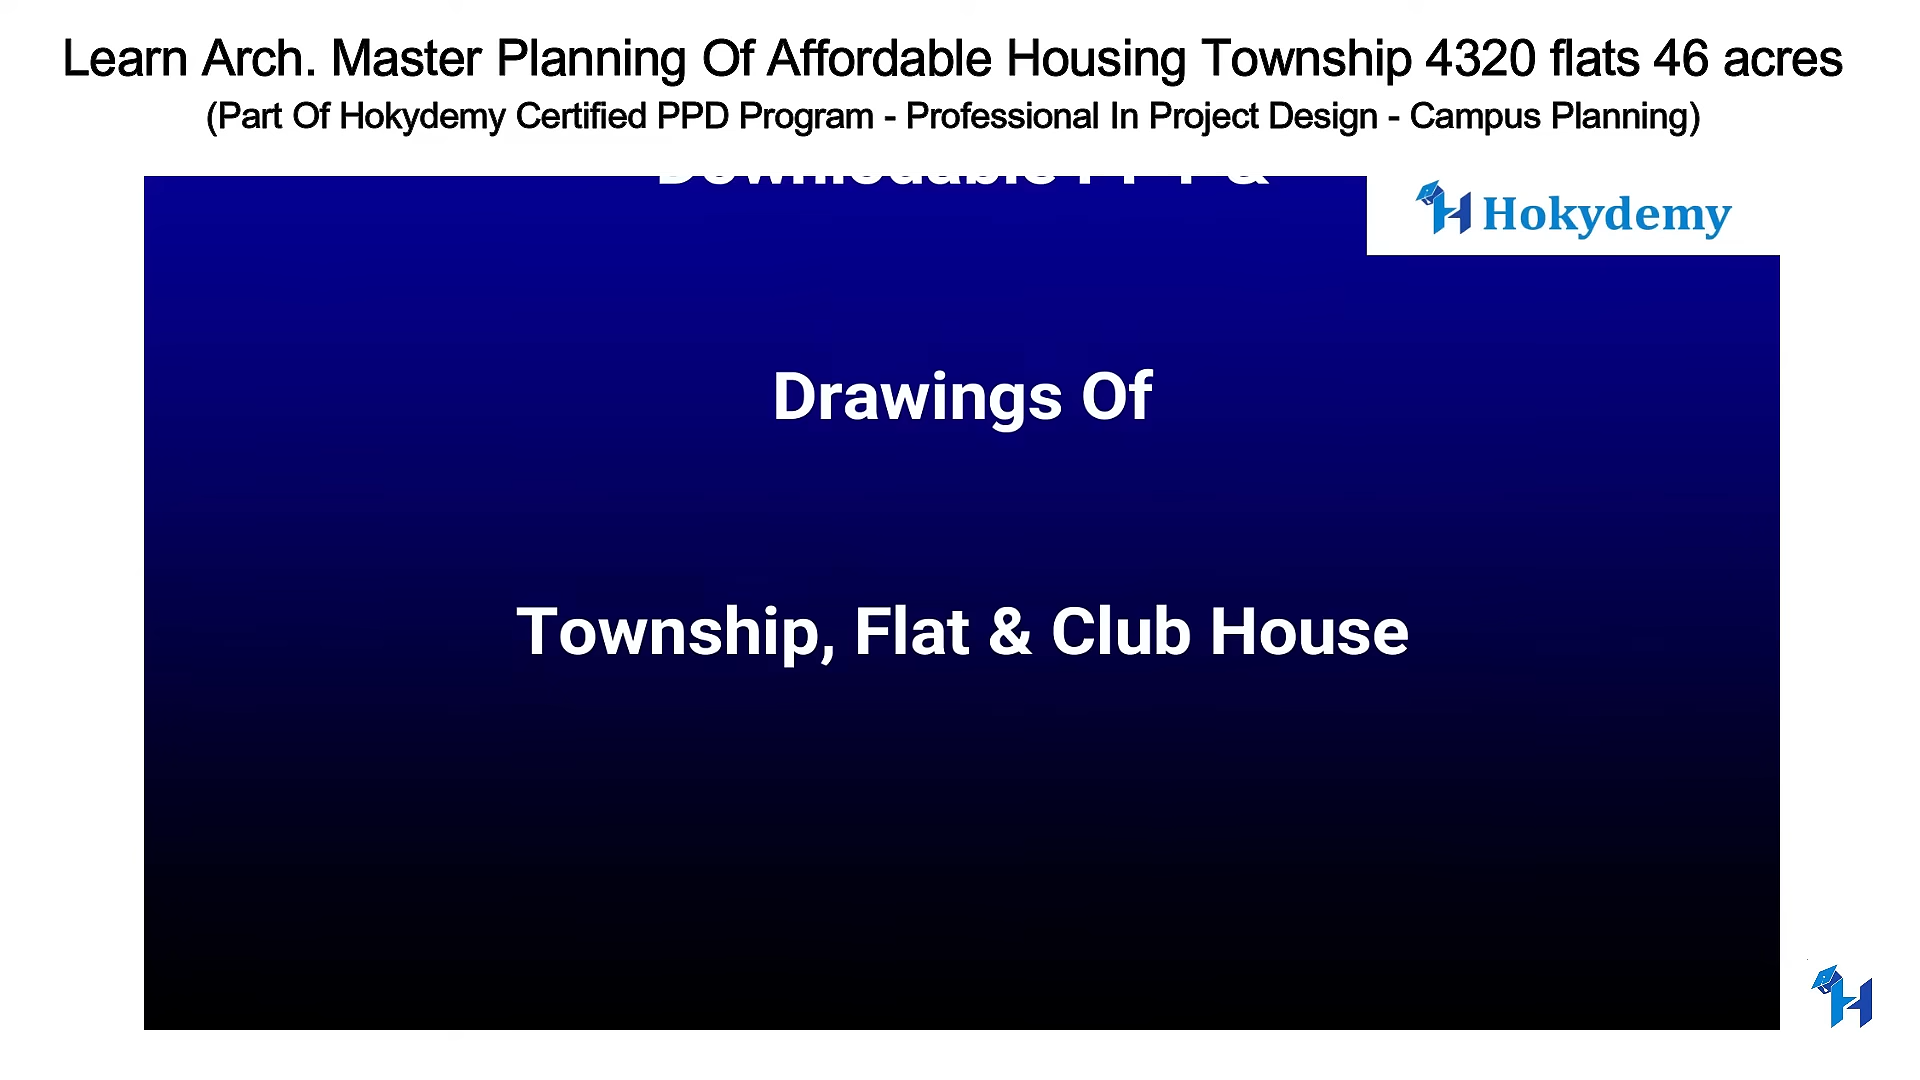 Learn Arch. Master Planning Of Affordable Housing Township 4320 flats 46 acres
(Part Of Hokydemy Certified PPD Program - Professional In Project Design - Campus Planning)
Hokydemy
Drawings Of
Township, Flat & Club House